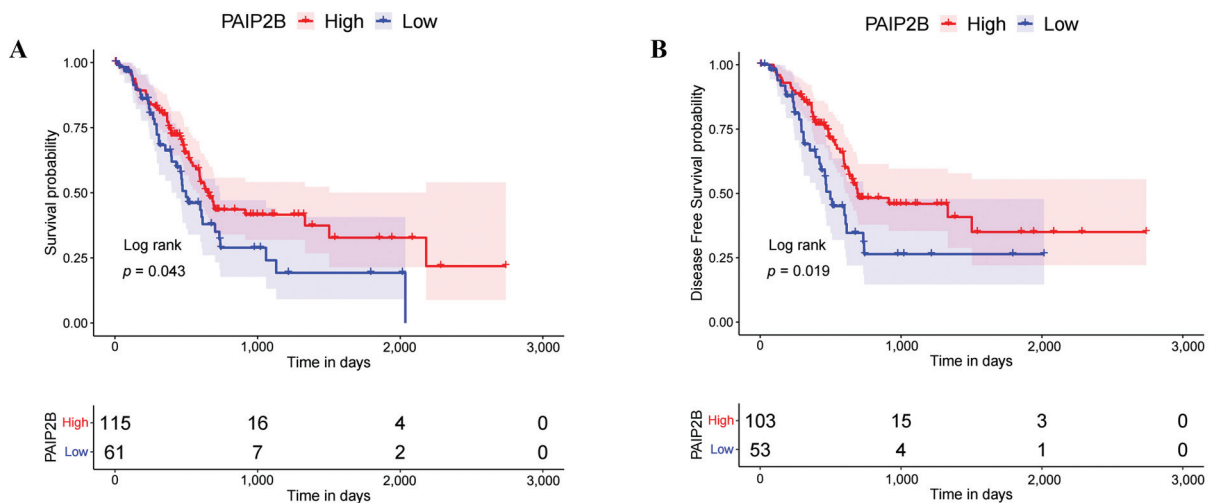 PAIP2B High Low
A
1.00
0.75
0.50
0.25
0.00
Survival probability
Log rank
p = 0.043
0 1,000 2,000 3,000
Time in days
PAIP2B
High 115 16 4 0
Low 61 7 2 0
0 1,000 2,000 3,000
Time in days
PAIP2B High Low
B
1.00
0.75
0.50
0.25
0.00
Disease Free Survival probability
Log rank
p = 0.019
0 1,000 2,000 3,000
Time in days
PAIP2B
High 103 15 3 0
Low 53 4 1 0
0 1,000 2,000 3,000
Time in days